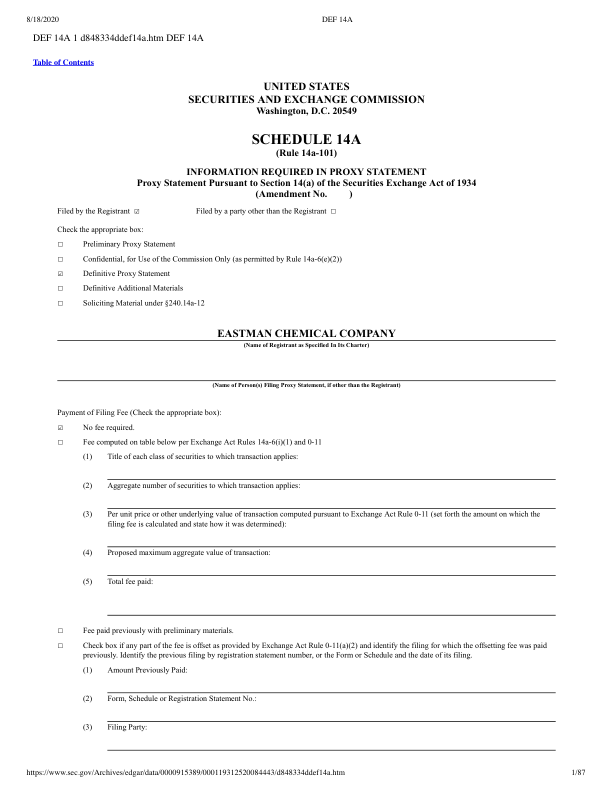 8/18/2020 DEF 14A
DEF 14A 1 d848334ddef14a.htm DEF 14A
Table of Contents
UNITED STATES
SECURITIES AND EXCHANGE COMMISSION
Washington, D.C. 20549
SCHEDULE 14A
(Rule 14a-101)
INFORMATION REQUIRED IN PROXY STATEMENT
Proxy Statement Pursuant to Section 14(a) of the Securities Exchange Act of 1934
(Amendment No. )
Filed by the Registrant ☑ Filed by a party other than the Registrant ☐
Check the appropriate box:
☐ Preliminary Proxy Statement
☐ Confidential, for Use of the Commission Only (as permitted by Rule 14a-6(e)(2))
☑ Definitive Proxy Statement
☐ Definitive Additional Materials
☐ Soliciting Material under §240.14a-12
EASTMAN CHEMICAL COMPANY
(Name of Registrant as Specified In Its Charter)
(Name of Person(s) Filing Proxy Statement, if other than the Registrant)
Payment of Filing Fee (Check the appropriate box):
☑ No fee required.
☐ Fee computed on table below per Exchange Act Rules 14a-6(i)(1) and 0-11
(1) Title of each class of securities to which transaction applies:
(2) Aggregate number of securities to which transaction applies:
(3) Per unit price or other underlying value of transaction computed pursuant to Exchange Act Rule 0-11 (set forth the amount on which the
filing fee is calculated and state how it was determined):
(4) Proposed maximum aggregate value of transaction:
(5) Total fee paid:
☐ Fee paid previously with preliminary materials.
☐ Check box if any part of the fee is offset as provided by Exchange Act Rule 0-11(a)(2) and identify the filing for which the offsetting fee was paid
previously. Identify the previous filing by registration statement number, or the Form or Schedule and the date of its filing.
(1) Amount Previously Paid:
(2) Form, Schedule or Registration Statement No.:
(3) Filing Party:
https://www.sec.gov/Archives/edgar/data/0000915389/000119312520084443/d848334ddef14a.htm 1/87